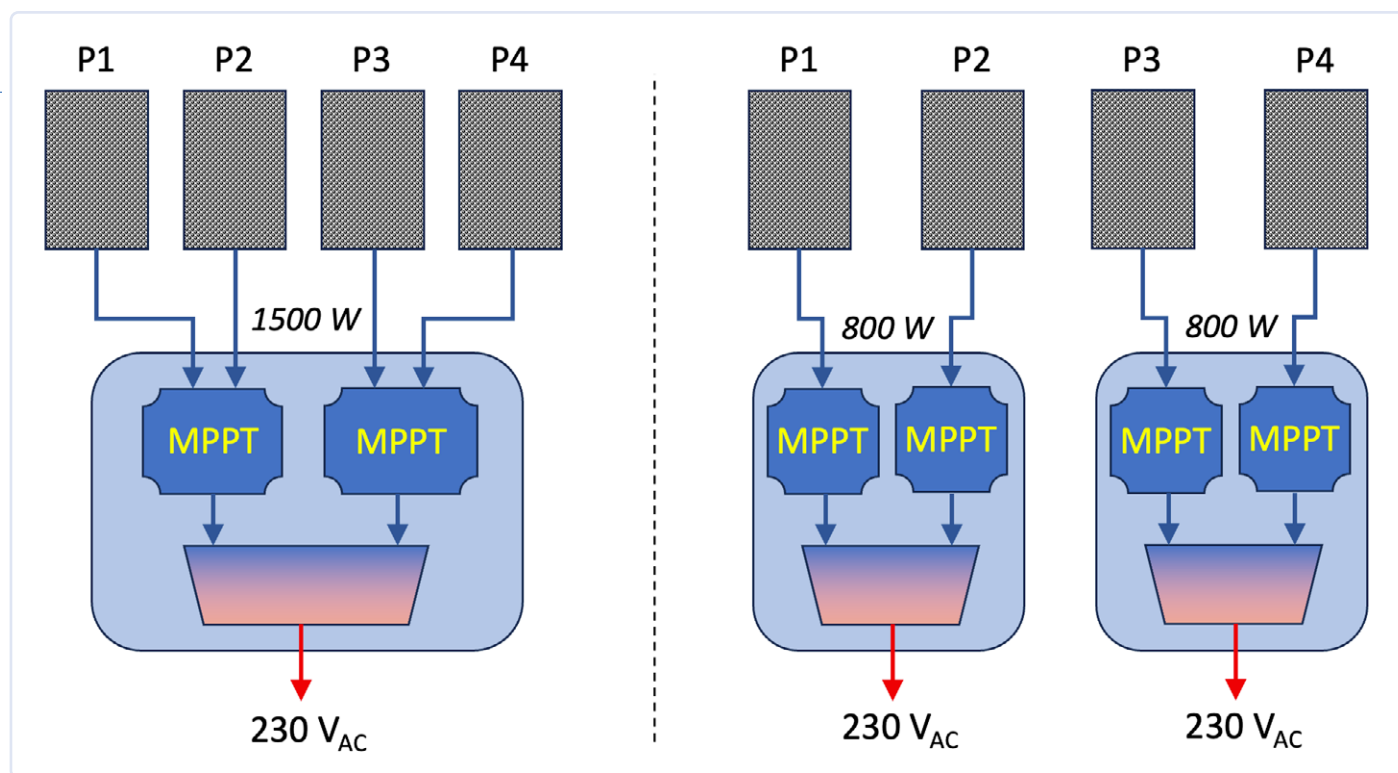 P1 P2 P3 P4
1500 W
MPPT MPPT
230 VAC
P1 P2 P3 P4
800 W 800 W
MPPT MPPT MPPT MPPT
230 VAC 230 VAC